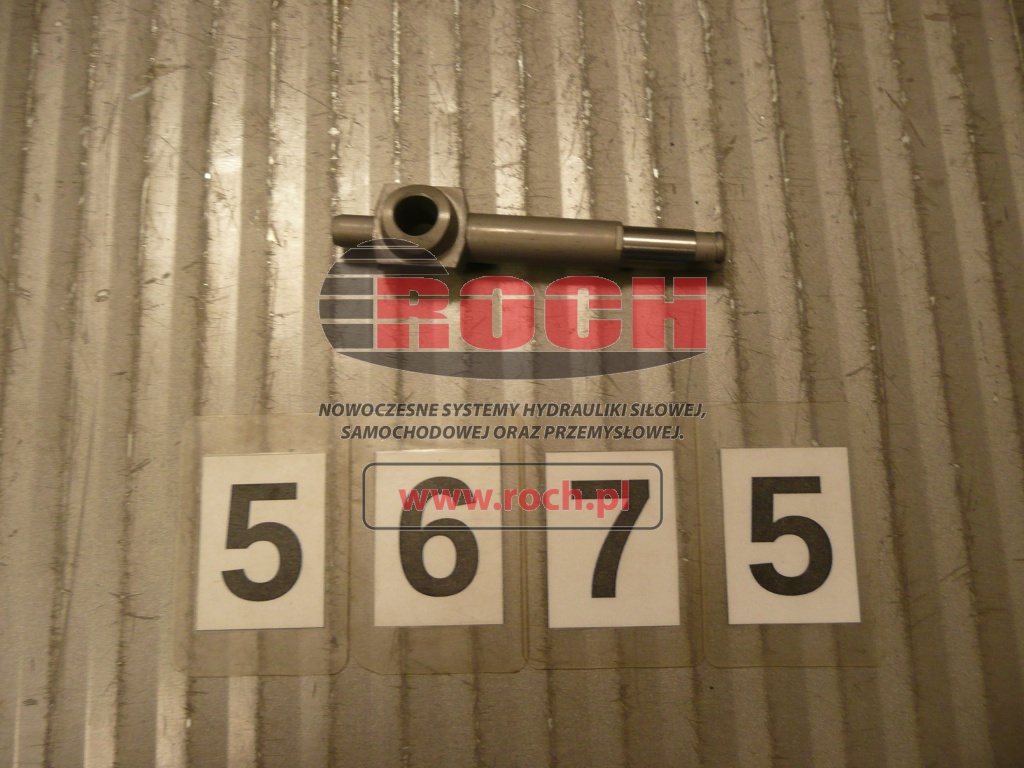 ROCH
NOWOCZESNE SYSTEMY HYDRAULIKI SIŁOWEJ,
SAMOCHODOWEJ ORAZ PRZEMYSŁOWEJ.
www.roch.pl
5 6 7 5